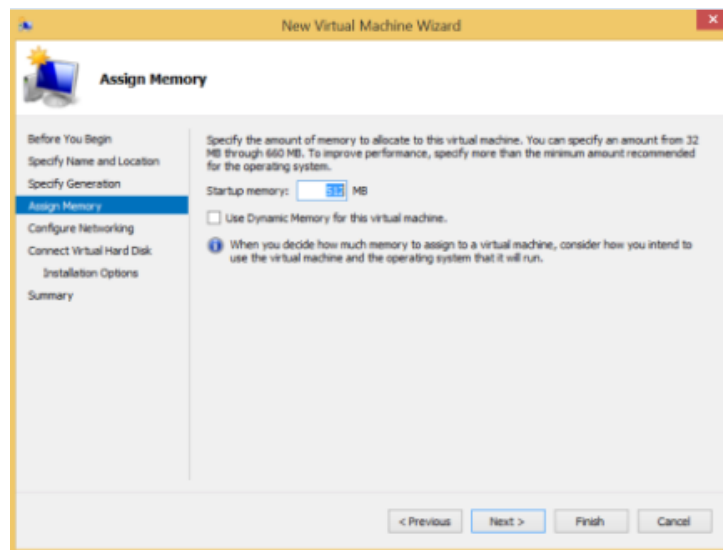 New Virtual Machine Wizard
Assign Memory
Before You Begin
Specify Name and Location
Specify Generation
Assign Memory
Configure Networking
Connect Virtual Hard Disk
Installation Options
Summary
Specify the amount of memory to allocate to this virtual machine. You can specify an amount from 32
MB through 660 MB. To improve performance, specify more than the minimum amount recommended
for the operating system.
Startup memory: 512 MB
Use Dynamic Memory for this virtual machine.
When you decide how much memory to assign to a virtual machine, consider how you intend to
use the virtual machine and the operating system that it will run.
< Previous Next > Finish Cancel